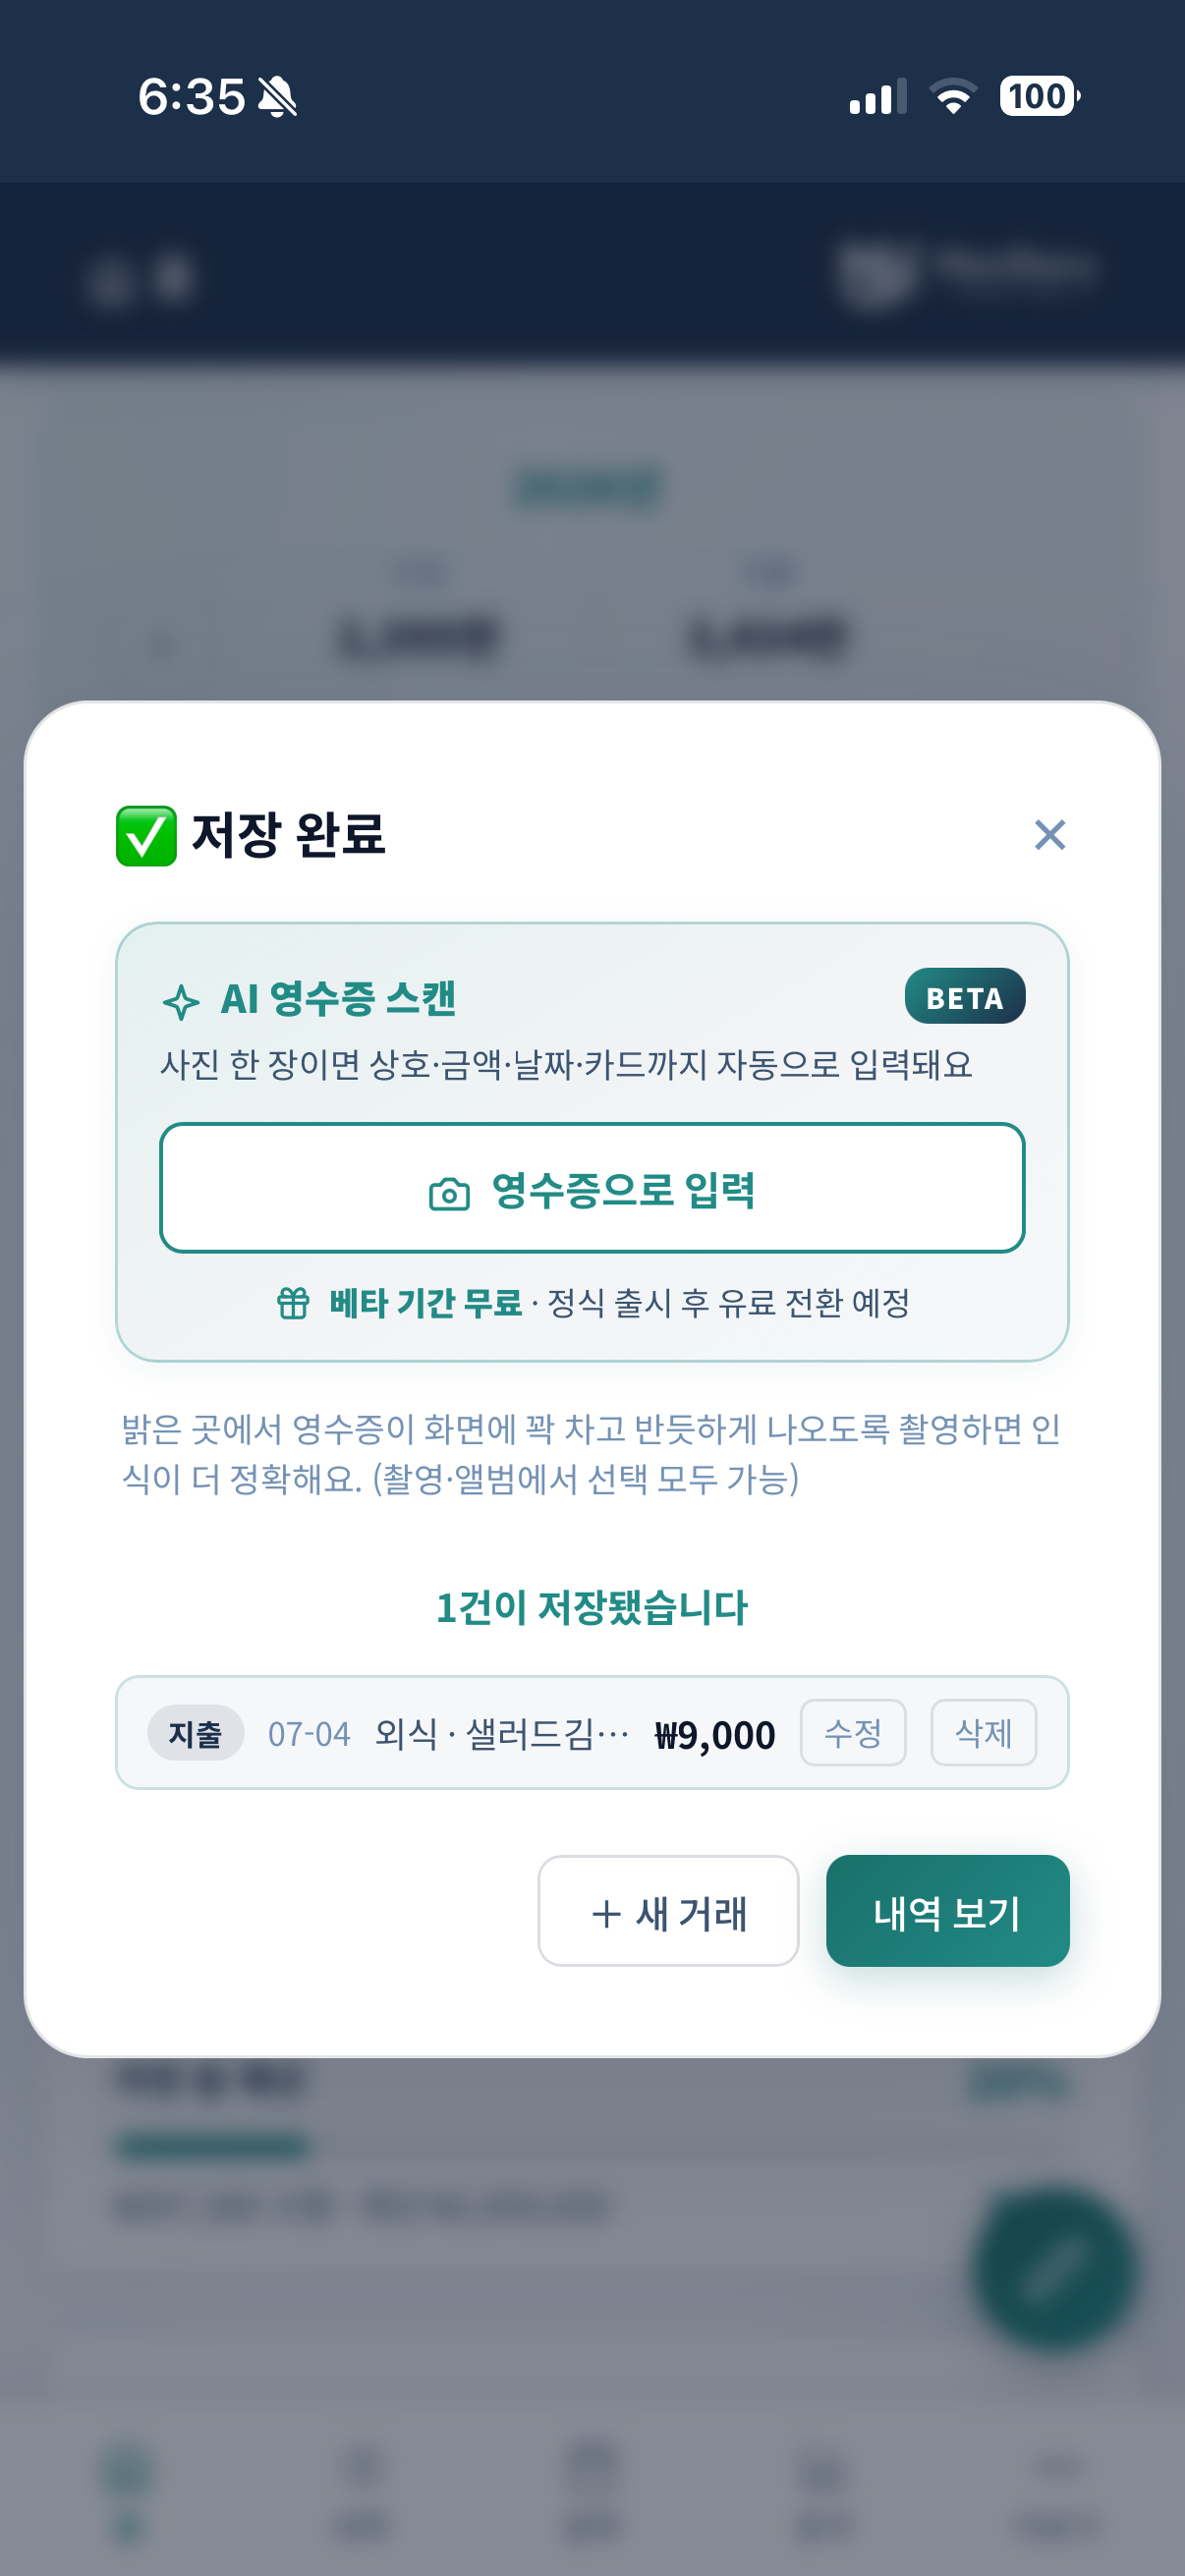 6:35
100
✅ 저장 완료
AI 영수증 스캔
BETA
사진 한 장이면 상호·금액·날짜·카드까지 자동으로 입력돼요
영수증으로 입력
베타 기간 무료 · 정식 출시 후 유료 전환 예정
밝은 곳에서 영수증이 화면에 꽉 차고 반듯하게 나오도록 촬영하면 인
식이 더 정확해요. (촬영·앨범에서 선택 모두 가능)
1건이 저장됐습니다
지출 07-04 외식 · 샐러드김… ₩9,000 수정 삭제
+ 새 거래
내역 보기